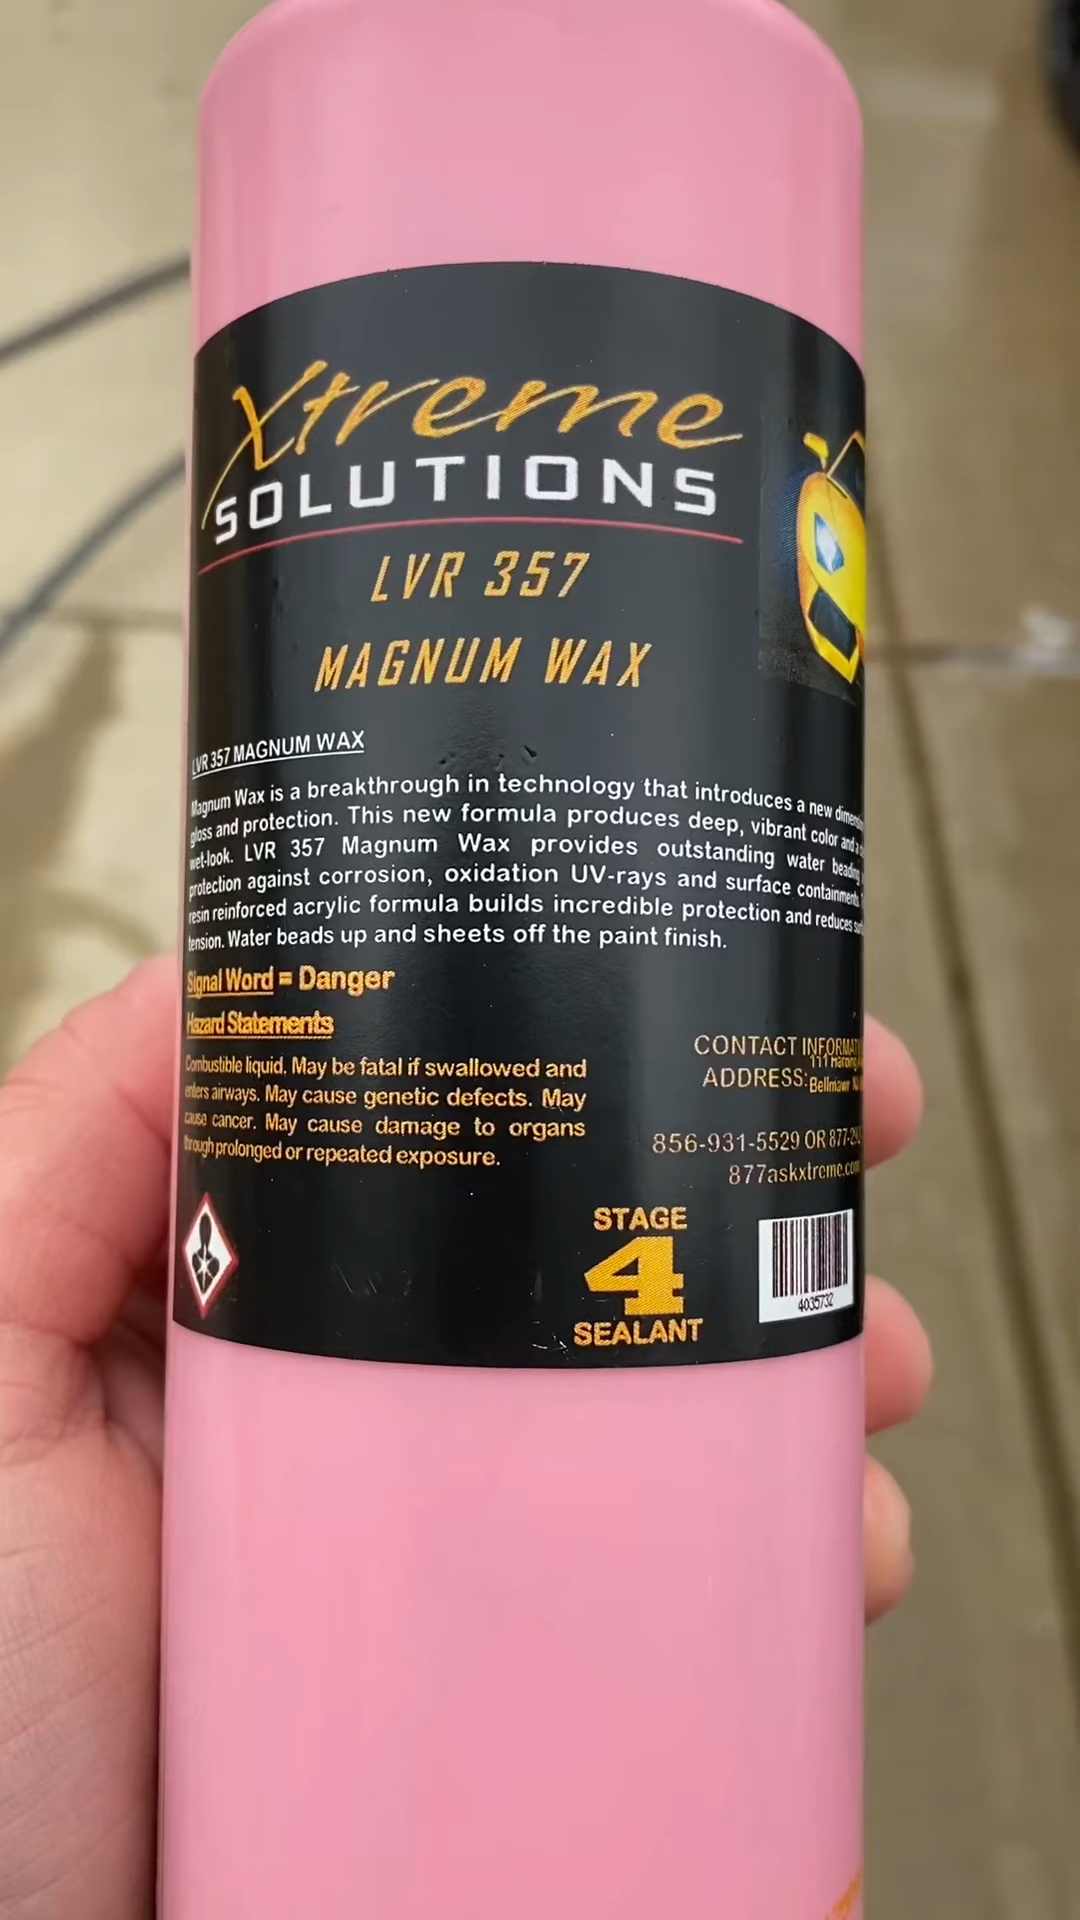 Xtreme
SOLUTIONS
LVR 357
MAGNUM WAX
LVR 357 MAGNUM WAX
Magnum Wax is a breakthrough in technology that introduces a new
gloss and protection. This new formula produces deep, vibrant color and a
wet-look. LVR 357 Magnum Wax provides outstanding water beading
protection against corrosion, oxidation UV-rays and surface containments.
resin reinforced acrylic formula builds incredible protection and reduces
tension. Water beads up and sheets off the paint finish.
Signal Word = Danger
Hazard Statements
Combustible liquid. May be fatal if swallowed and
enters airways. May cause genetic defects. May
cause cancer. May cause damage to organs
through prolonged or repeated exposure.
CONTACT
ADDRESS: 111
Bellmawr
856-931-5529 OR
877askxtreme.com
STAGE
4
SEALANT
4035732